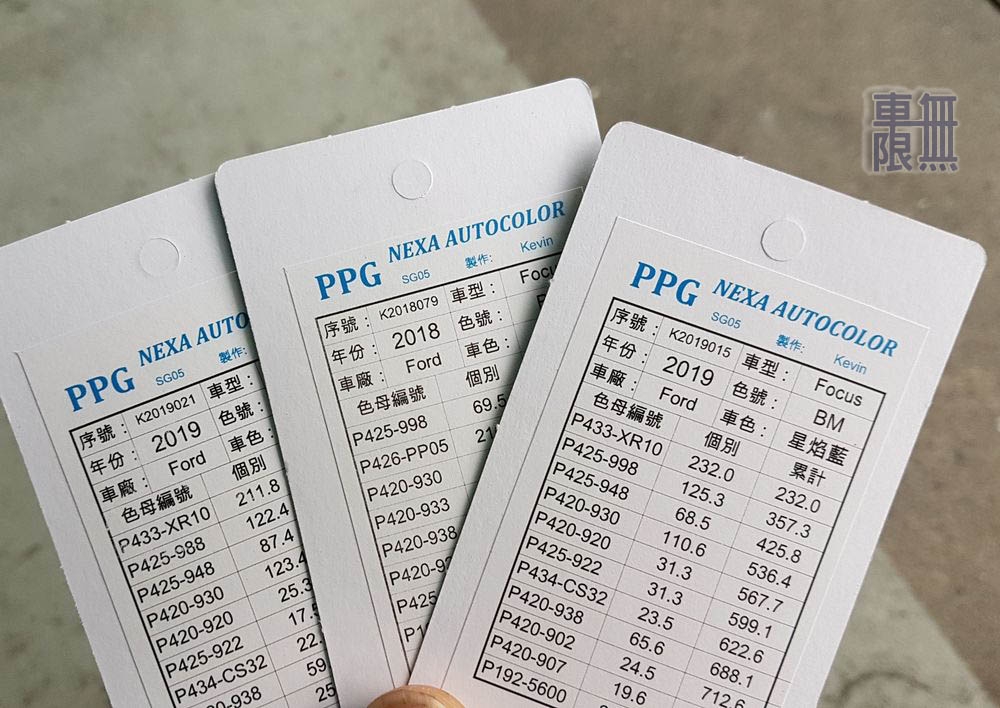 車無
限
PPG NEXA AUTO
SG05 製作:
序號： K2019021 車型：
年份： 2019 色號：
車廠： Ford 車色：
色母編號 個別
P433-XR10 211.8
P425-988 122.4
P425-948 87.4
P420-930 123.4
P420-920 25.3
P425-922
P434-CS32
PPG NEXA AUTOCOLOR
SG05 製作: Kevin
序號： K2018079 車型：
年份： 2018 色號：
車廠： Ford 車色：
色母編號 個別
P425-998 69.5
P426-PP05
P420-930
P420-933
P420-938
PPG NEXA AUTOCOLOR
SG05 製作: Kevin
序號： K2019015 車型： Focus
年份： 2019 色號： BM
車廠： Ford 車色： 星焰藍
色母編號 個別 累計
P433-XR10 232.0 232.0
P425-998 125.3 357.3
P425-948 68.5 425.8
P420-930 110.6 536.4
P420-920 31.3 567.7
P425-922 31.3 599.1
P434-CS32 23.5 622.6
P420-938 65.6 688.1
P420-902 24.5 712.6
P420-907 19.6
P192-5600